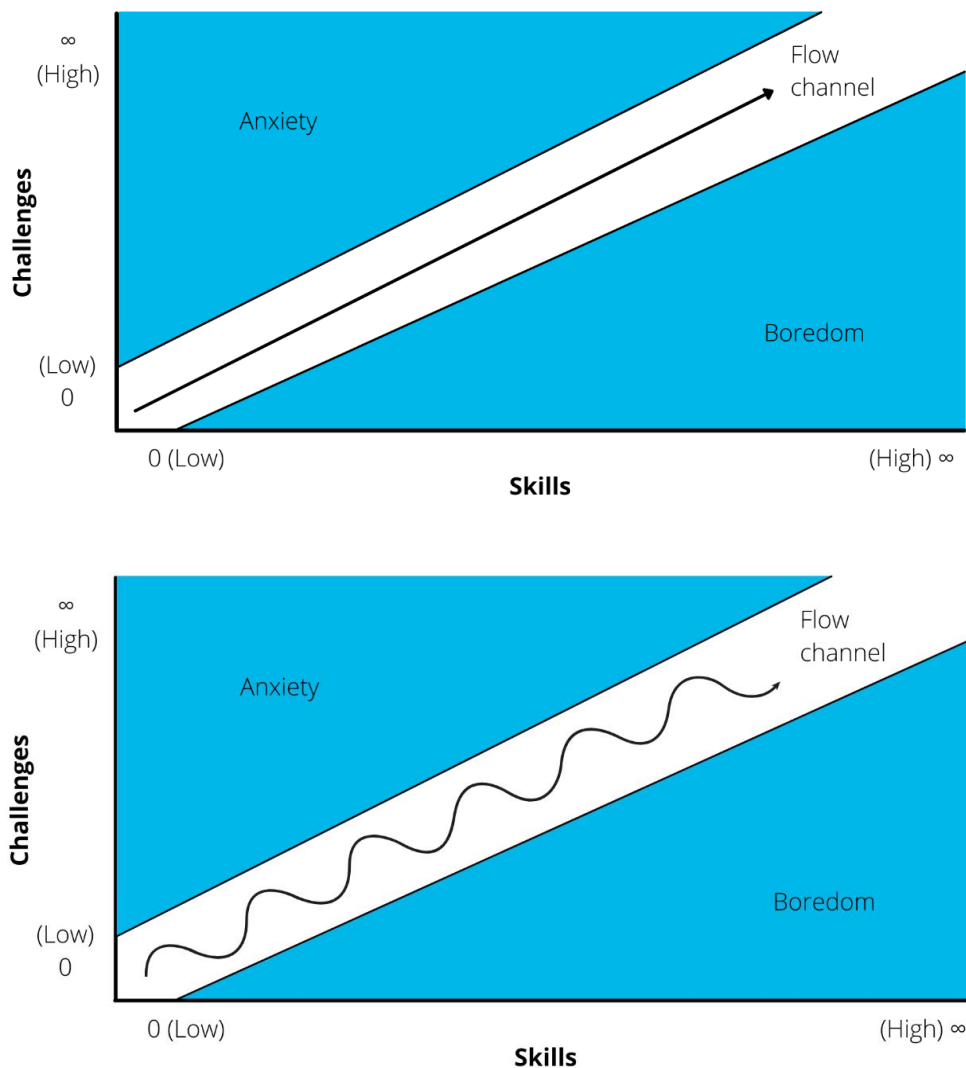 ∞
(High)
Flow
channel
Anxiety
Challenges
Boredom
(Low)
0
0 (Low)
(High) ∞
Skills
∞
(High)
Flow
channel
Anxiety
Challenges
Boredom
(Low)
0
0 (Low)
(High) ∞
Skills